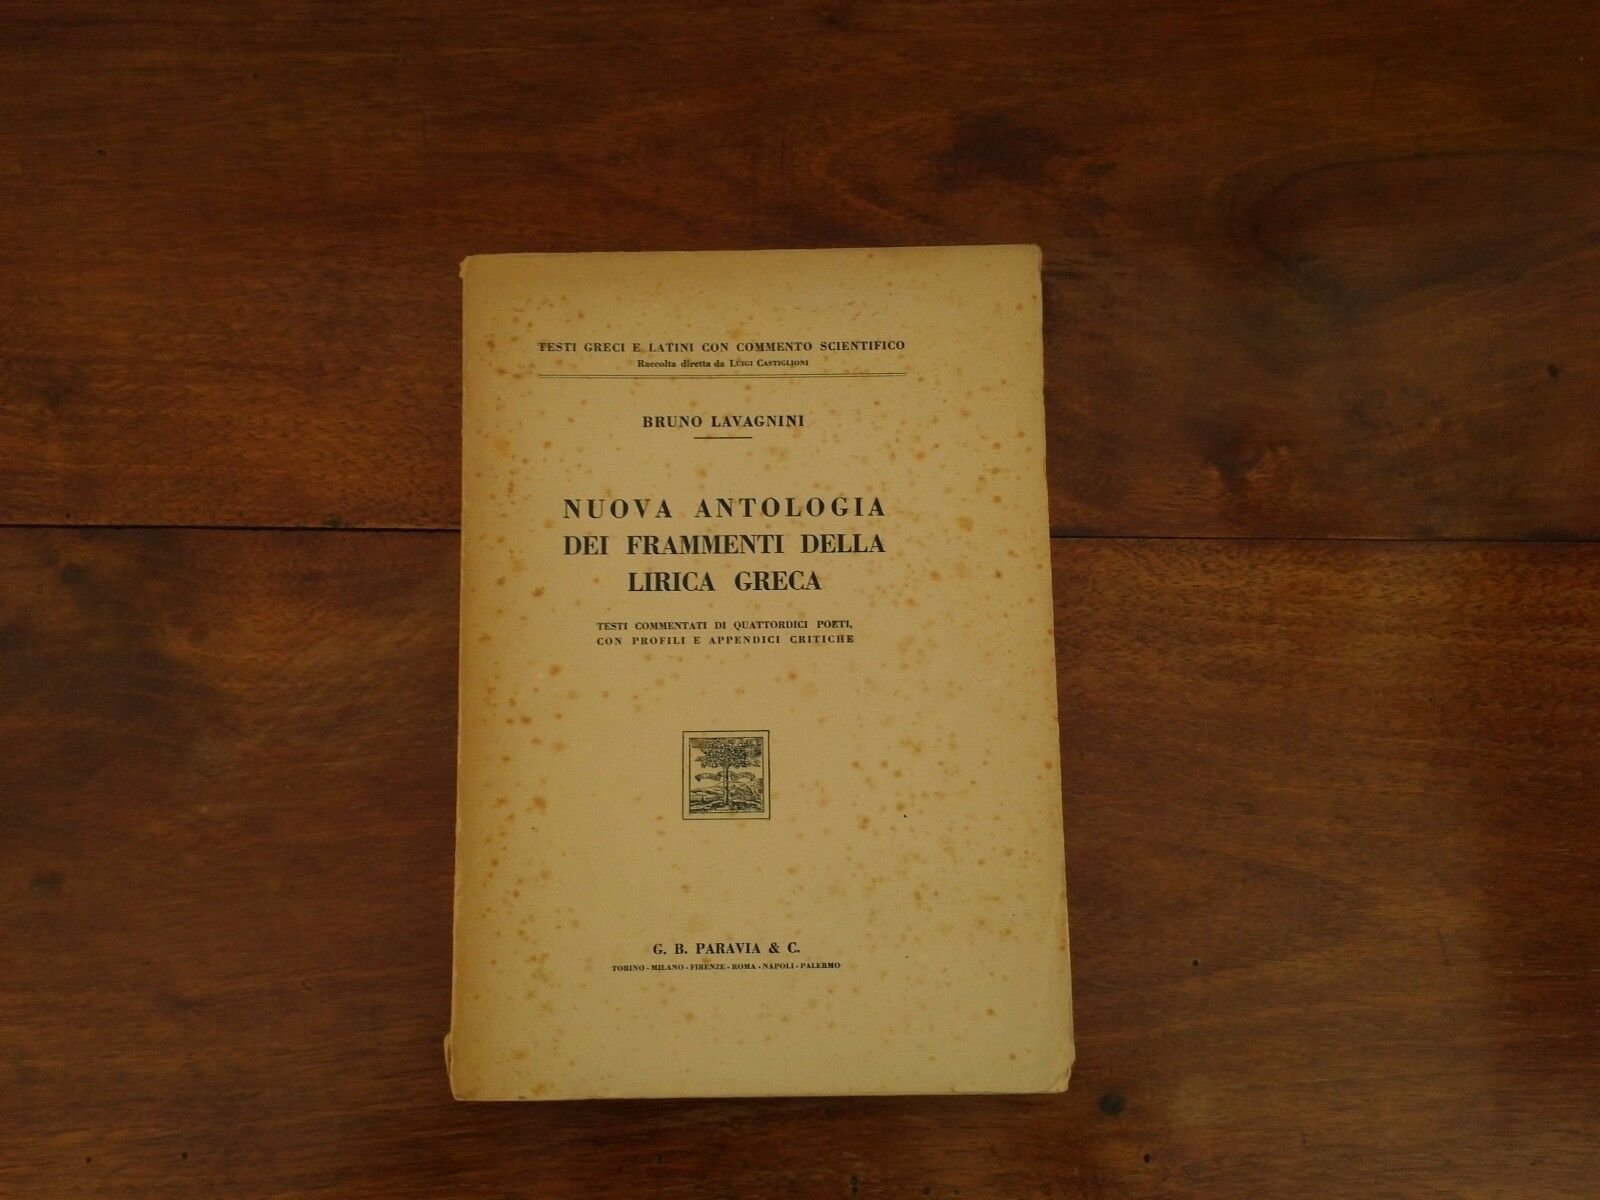 TESTI GRECI E LATINI CON COMMENTO SCIENTIFICO
Raccolta diretta da LUIGI CASTIGLIONI
BRUNO LAVAGNINI
NUOVA ANTOLOGIA
DEI FRAMMENTI DELLA
LIRICA GRECA
TESTI COMMENTATI DI QUATTORDICI POETI,
CON PROFILI E APPENDICI CRITICHE
G. B. PARAVIA & C.
TORINO - MILANO - FIRENZE - ROMA - NAPOLI - PALERMO